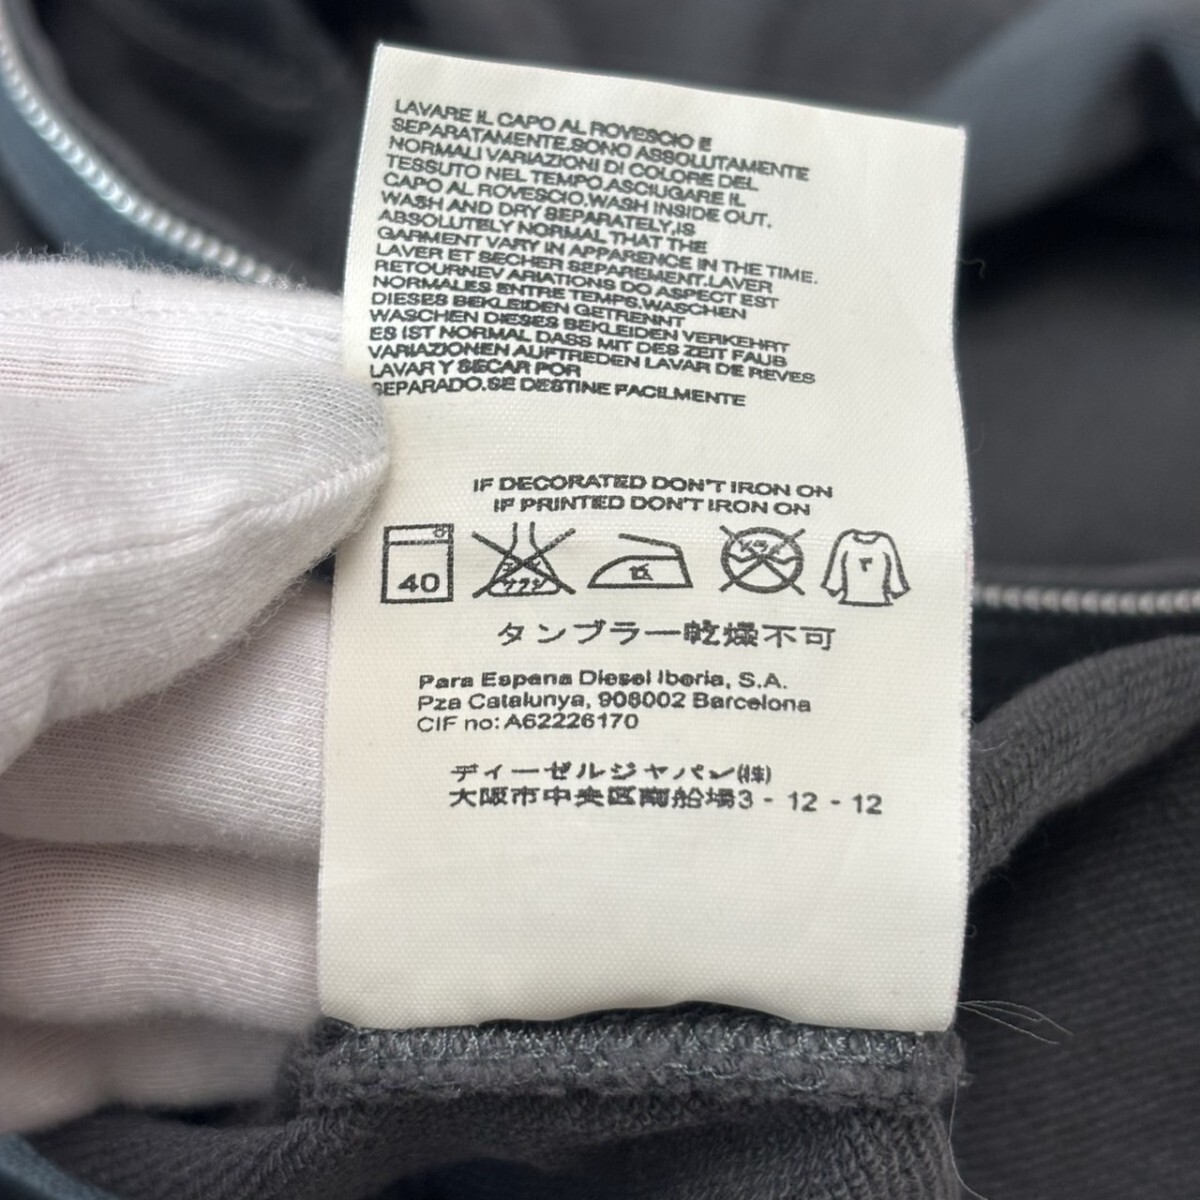 LAVARE IL CAPO AL ROVESCIO E
SEPARATAMENTE.SONO ASSOLUTAMENTE
NORMALI VARIAZIONI DI COLORE DEL
TESSUTO NEL TEMPO.ASCIUGARE IL
CAPO AL ROVESCIO.WASH INSIDE OUT.
WASH AND DRY SEPARATELY,IS
ABSOLUTELY NORMAL THAT THE
GARMENT VARY IN APPARENCE IN THE TIME.
LAVER ET SECHER SEPAREMENT.LAVER
RETOURNEV ARIATIONS DO ASPECT EST
NORMALES ENTRE TEMPS.WASCHEN
DIESES BEKLEIDEN GETRENNT
WASCHEN DIESES BEKLEIDEN VERKEHRT
ES IST NORMAL DASS MIT DES ZEIT FAUB
VARIAZIONEN AUFTREDEN LAVAR DE REVES
LAVAR Y SECAR POR
SEPARADO.SE DESTINE FACILMENTE
IF DECORATED DON'T IRON ON
IF PRINTED DON'T IRON ON
40
タンブラー乾燥不可
Para Espana Diesel Iberia, S.A.
Pza Catalunya, 908002 Barcelona
CIF no: A62226170
ディーゼルジャパン(株)
大阪市中央区南船場3 - 12 - 12